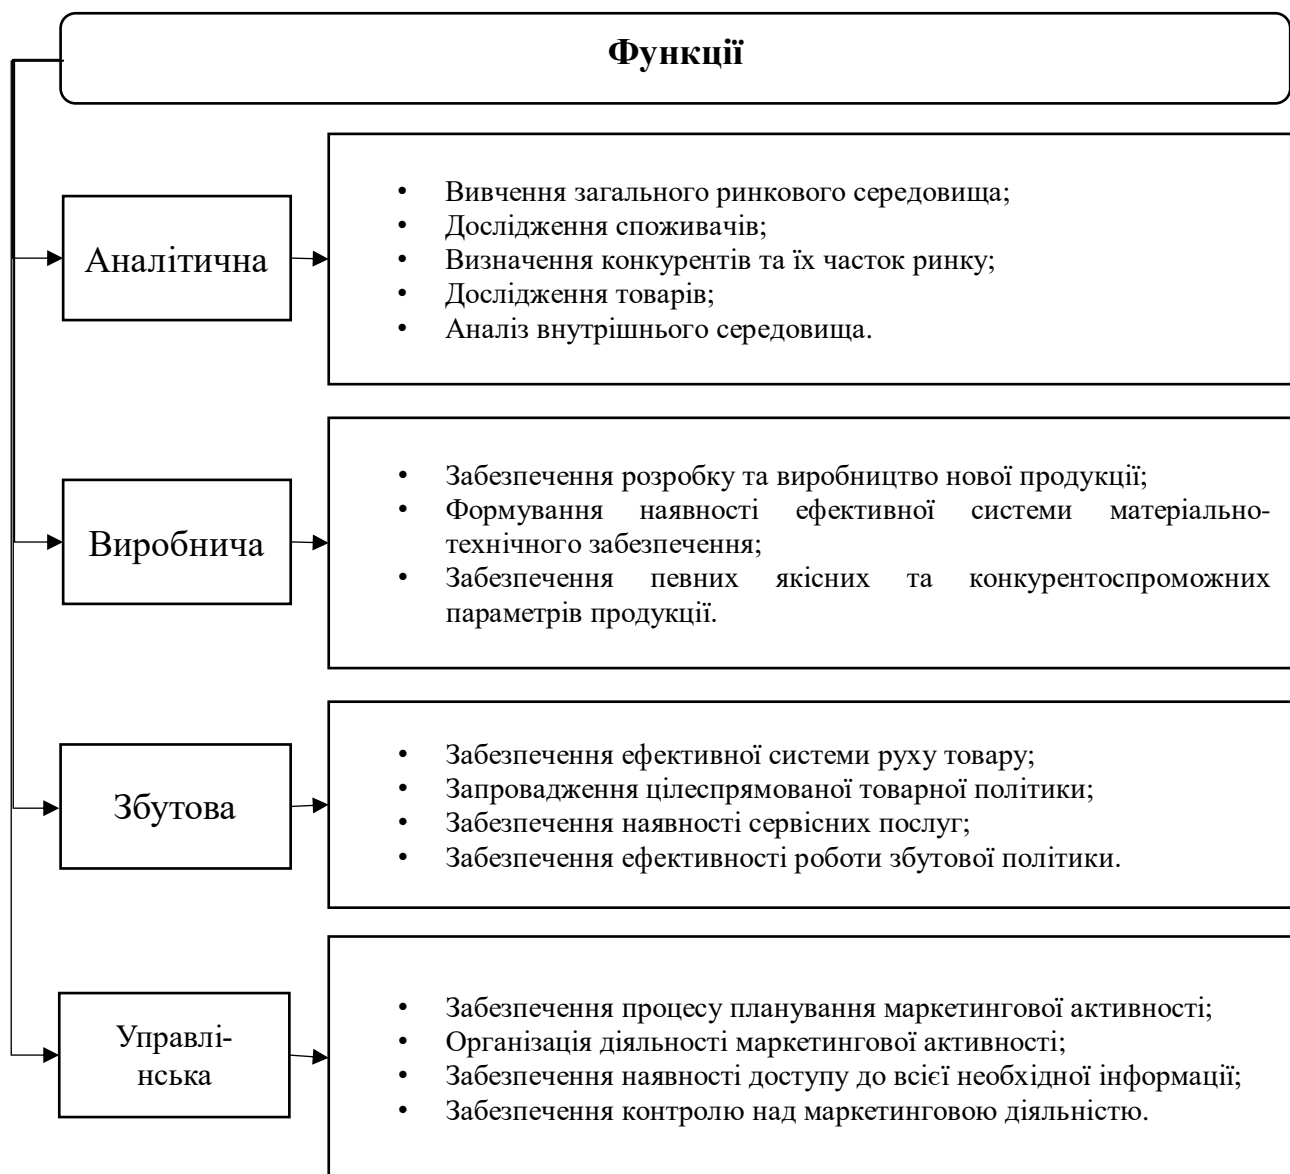 Функції
Аналітична
• Вивчення загального ринкового середовища;
• Дослідження споживачів;
• Визначення конкурентів та їх часток ринку;
• Дослідження товарів;
• Аналіз внутрішнього середовища.
Виробнича
• Забезпечення розробку та виробництво нової продукції;
• Формування наявності ефективної системи матеріально-
технічного забезпечення;
• Забезпечення певних якісних та конкурентоспроможних
параметрів продукції.
Збутова
• Забезпечення ефективної системи руху товару;
• Запровадження цілеспрямованої товарної політики;
• Забезпечення наявності сервісних послуг;
• Забезпечення ефективності роботи збутової політики.
Управлі-
нська
• Забезпечення процесу планування маркетингової активності;
• Організація діяльності маркетингової активності;
• Забезпечення наявності доступу до всієї необхідної інформації;
• Забезпечення контролю над маркетинговою діяльністю.